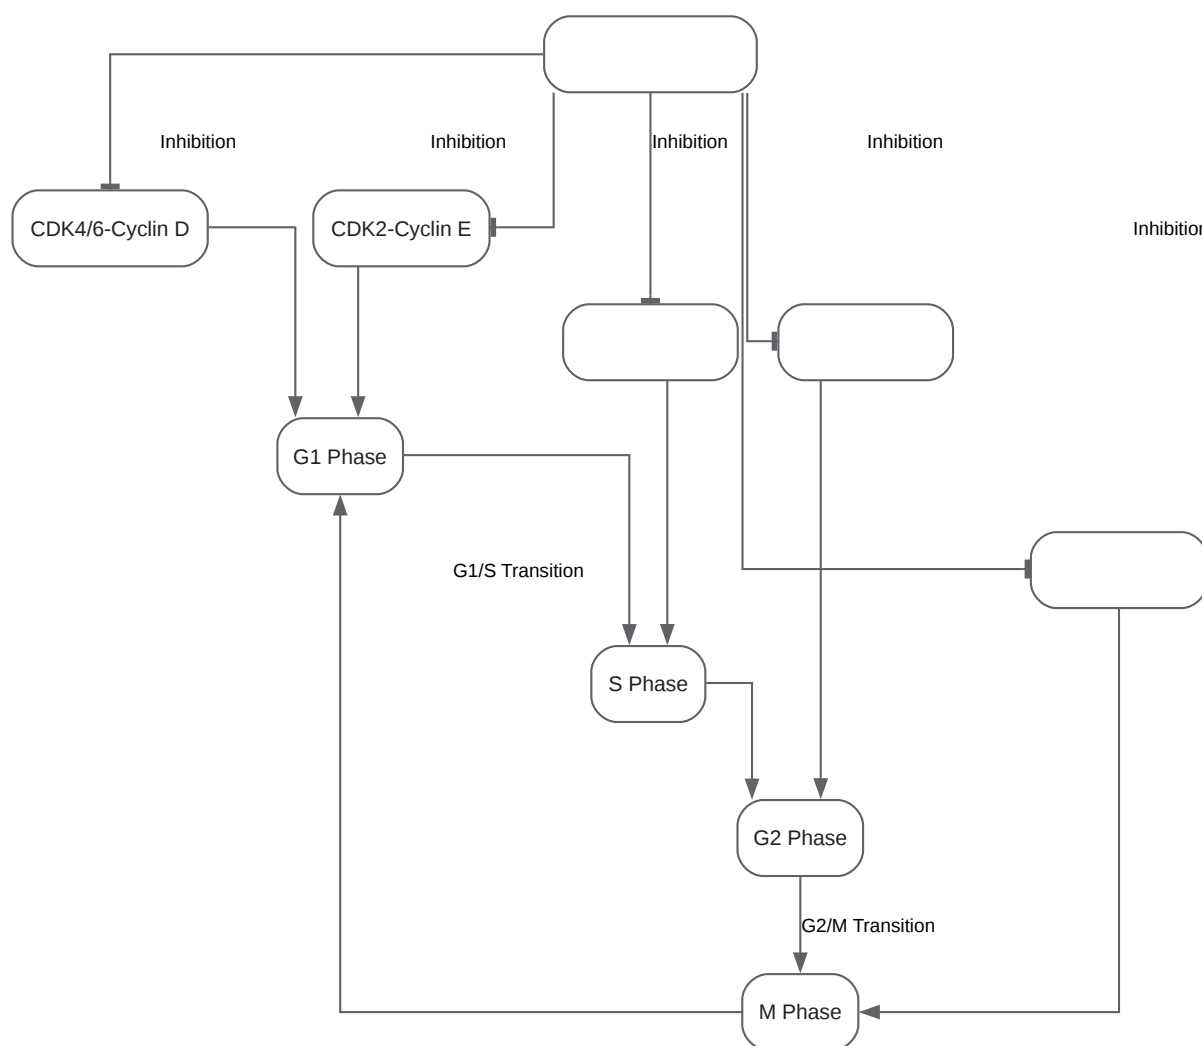 Inhibition
Inhibition
Inhibition
Inhibition
CDK4/6-Cyclin D
CDK2-Cyclin E
Inhibition
G1 Phase
G1/S Transition
S Phase
G2 Phase
G2/M Transition
M Phase